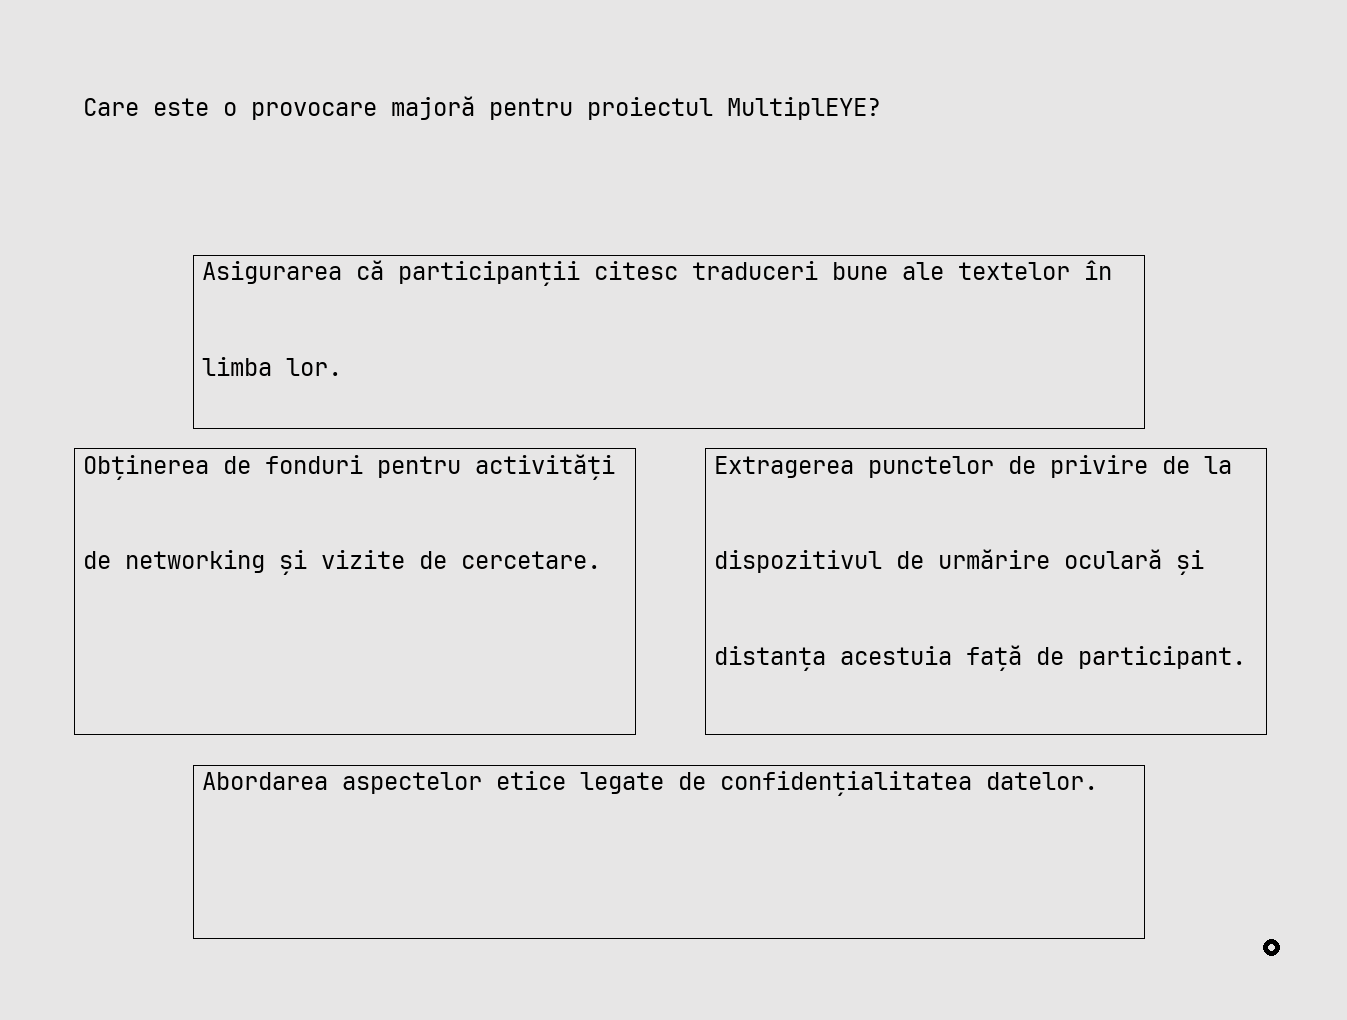 Care este o provocare majoră pentru proiectul MultiplEYE?
Asigurarea că participanții citesc traduceri bune ale textelor în
limba lor.
Obținerea de fonduri pentru activități
de networking și vizite de cercetare.
Extragerea punctelor de privire de la
dispozitivul de urmărire oculară și
distanța acestuia față de participant.
Abordarea aspectelor etice legate de confidențialitatea datelor.